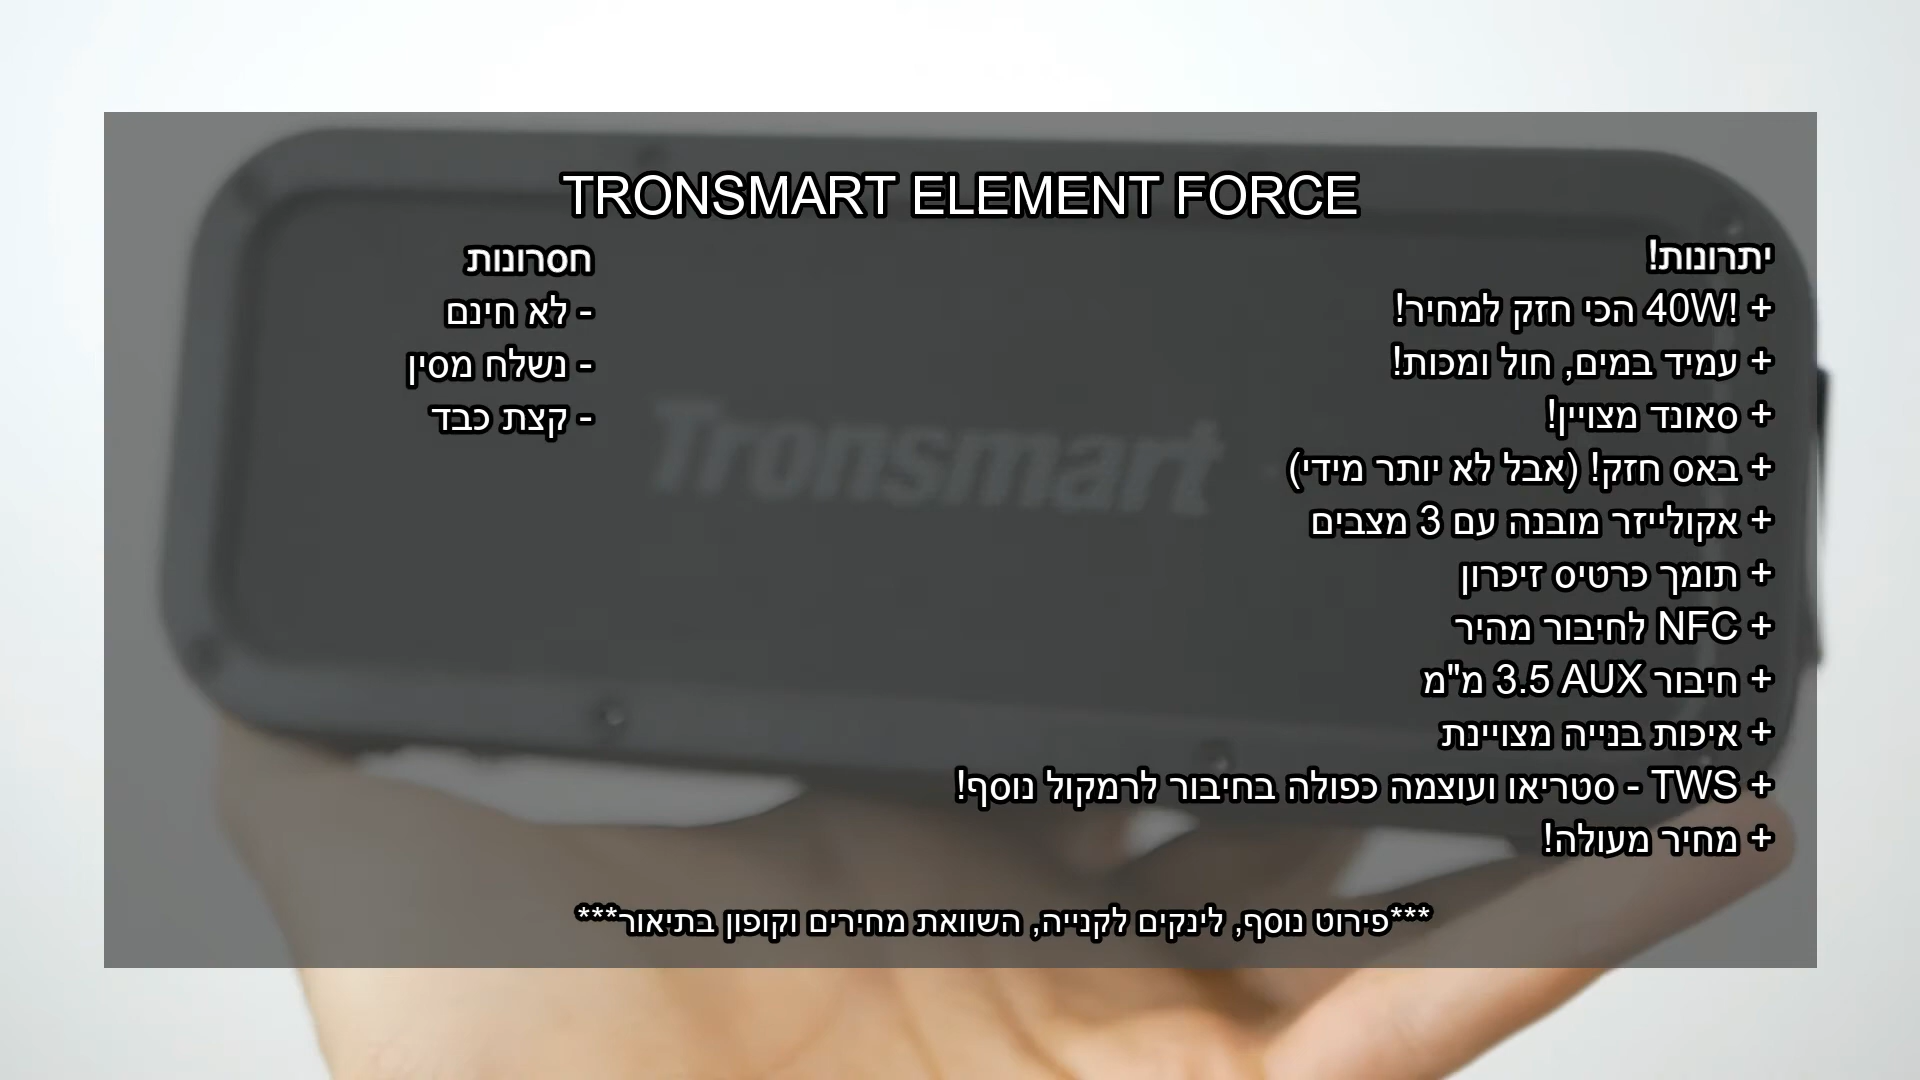 TRONSMART ELEMENT FORCE
יתרונות!
+ !40W הכי חזק למחיר!
+ עמיד במים, חול ומכות!
+ סאונד מצויין!
+ באס חזק! (אבל לא יותר מידי)
+ אקולייזר מובנה עם 3 מצבים
+ תומך כרטיס זיכרון
+ NFC לחיבור מהיר
+ חיבור 3.5 AUX מ"מ
+ איכות בנייה מצויינת
+ TWS - סטריאו ועוצמה כפולה בחיבור לרמקול נוסף!
+ מחיר מעולה!
חסרונות
- לא חינם
- נשלח מסין
- קצת כבד
Tronsmart
***פירוט נוסף, לינקים לקנייה, השוואת מחירים וקופון בתיאור***